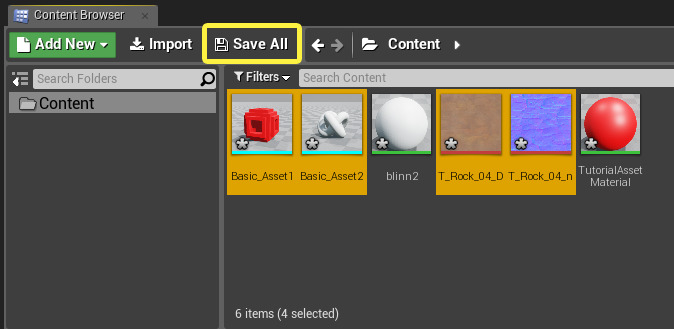 Content Browser
Add New
Import
Save All
Content
Search Folders
Filters
Search Content
Content
Basic_Asset1
Basic_Asset2
blinn2
T_Rock_04_D
T_Rock_04_n
TutorialAsset
Material
6 items (4 selected)